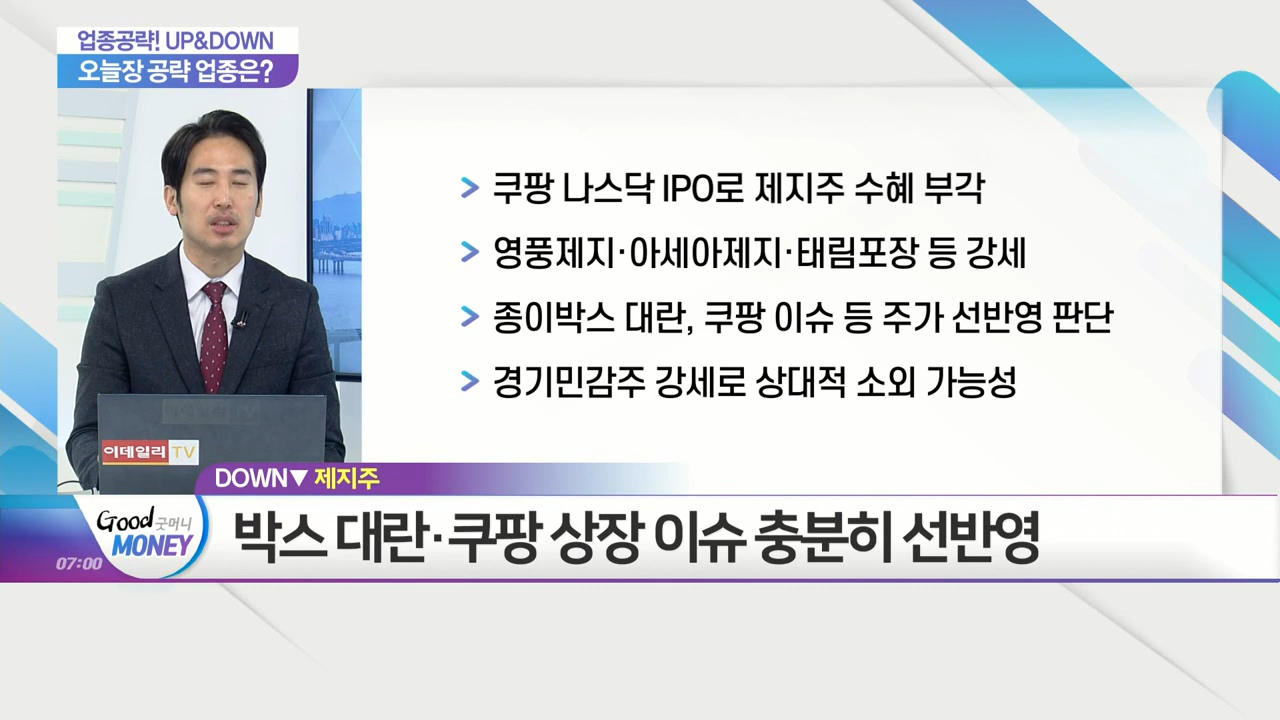 업종공략! UP&DOWN
오늘장 공략 업종은?
> 쿠팡 나스닥 IPO로 제지주 수혜 부각
> 영풍제지·아세아제지·태림포장 등 강세
> 종이박스 대란, 쿠팡 이슈 등 주가 선반영 판단
> 경기민감주 강세로 상대적 소외 가능성
이데일리 TV
DOWN▼ 제지주
Good 굿머니
MONEY
07:00
박스 대란·쿠팡 상장 이슈 충분히 선반영